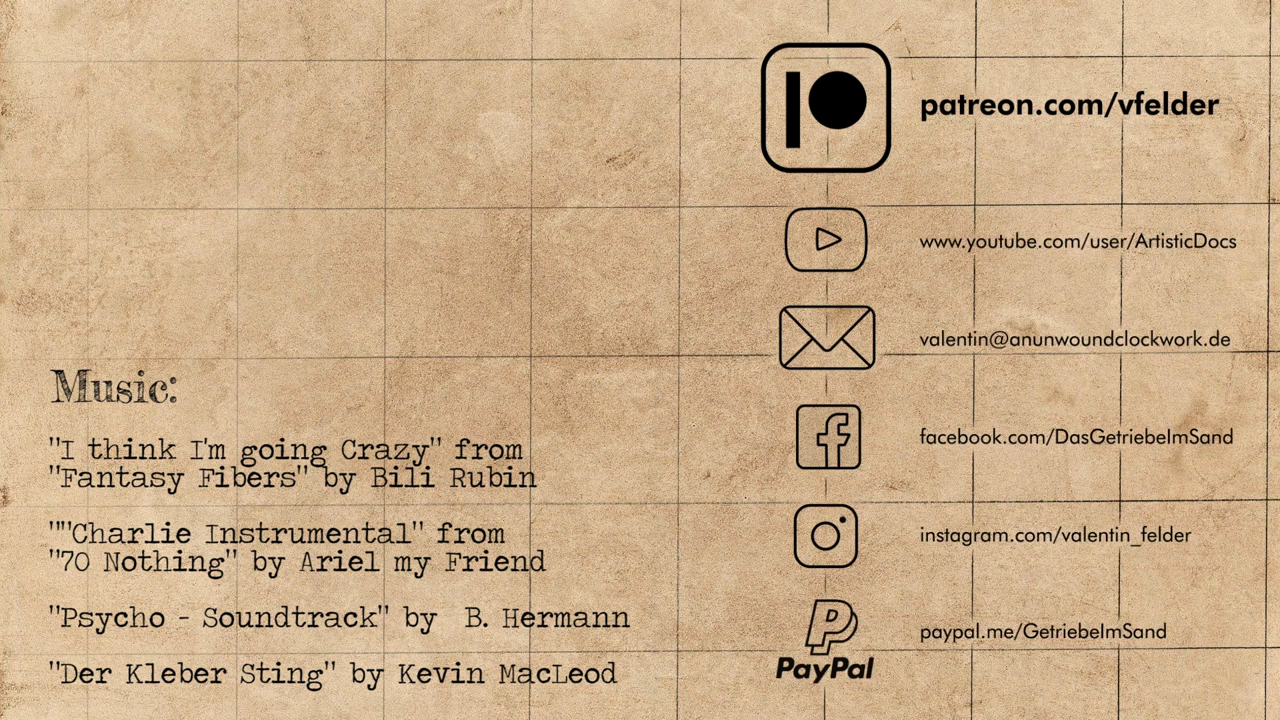 Music:
"I think I'm going Crazy" from
"Fantasy Fibers" by Bili Rubin
""Charlie Instrumental" from
"70 Nothing" by Ariel my Friend
"Psycho - Soundtrack" by B. Hermann
"Der Kleber Sting" by Kevin MacLeod
patreon.com/vfelder
www.youtube.com/user/ArtisticDocs
valentin@anunwoundclockwork.de
facebook.com/DasGetriebeImSand
instagram.com/valentin_felder
paypal.me/GetriebeImSand
PayPal